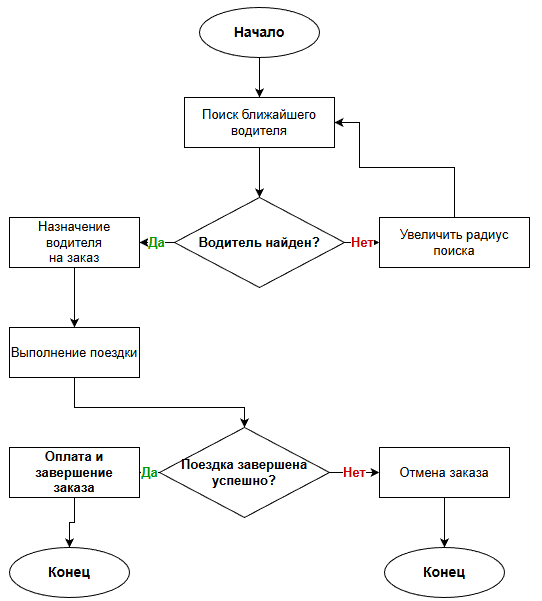 Начало
Поиск ближайшего
водителя
Водитель найден?
Да
Нет
Назначение
водителя
на заказ
Увеличить радиус
поиска
Выполнение поездки
Поездка завершена
успешно?
Да
Нет
Оплата и
завершение
заказа
Отмена заказа
Конец
Конец